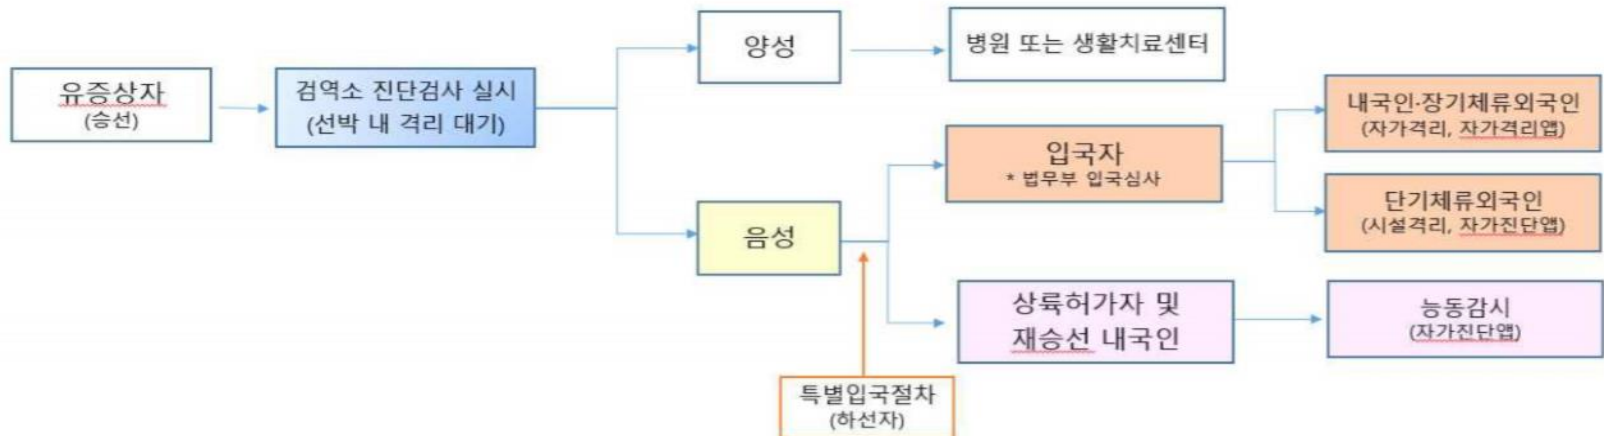 유증상자
(승선)
검역소 진단검사 실시
(선박 내 격리 대기)
양성
병원 또는 생활치료센터
음성
특별입국절차
(하선자)
입국자
* 법무부 입국심사
내국인·장기체류외국인
(자가격리, 자가격리앱)
단기체류외국인
(시설격리, 자가진단앱)
상륙허가자 및
재승선 내국인
능동감시
(자가진단앱)